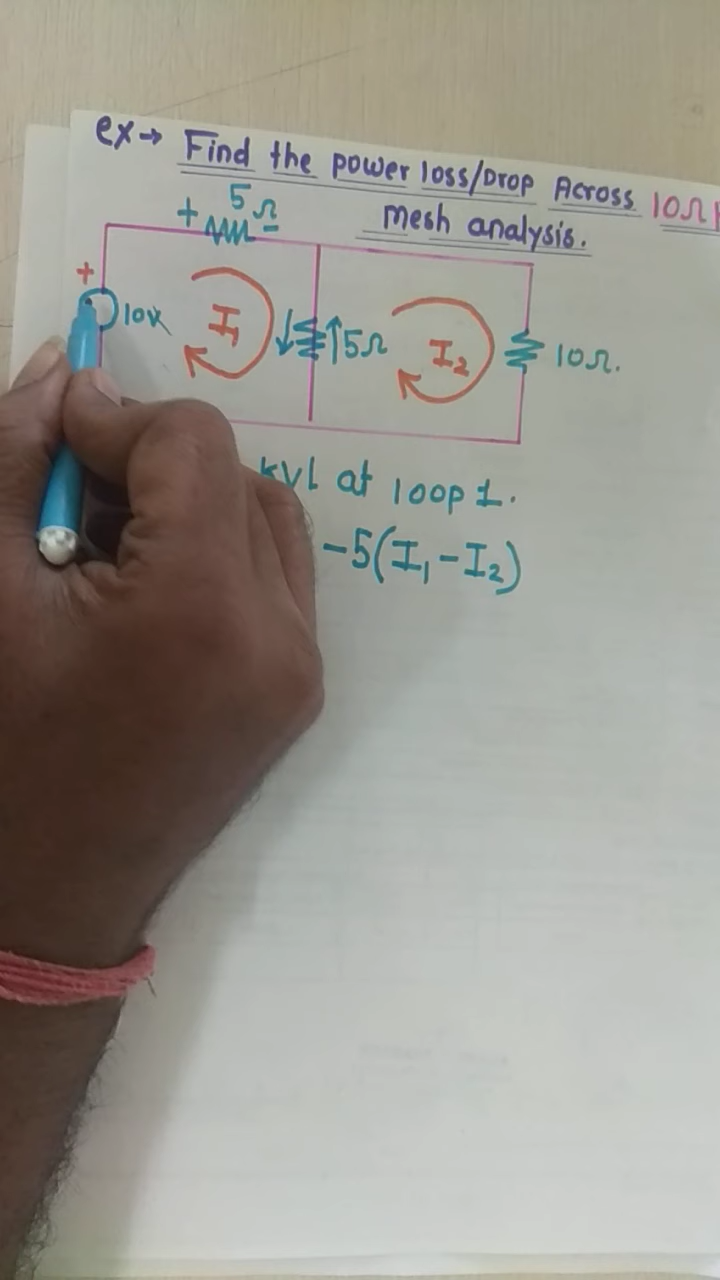 ex→ Find the power loss/Drop Across 10Ω
mesh analysis.
+ 5Ω -
+
10V I₁ ↓ ↑5Ω I₂ 10Ω.
KVL at loop 1.
-5(I₁-I₂)